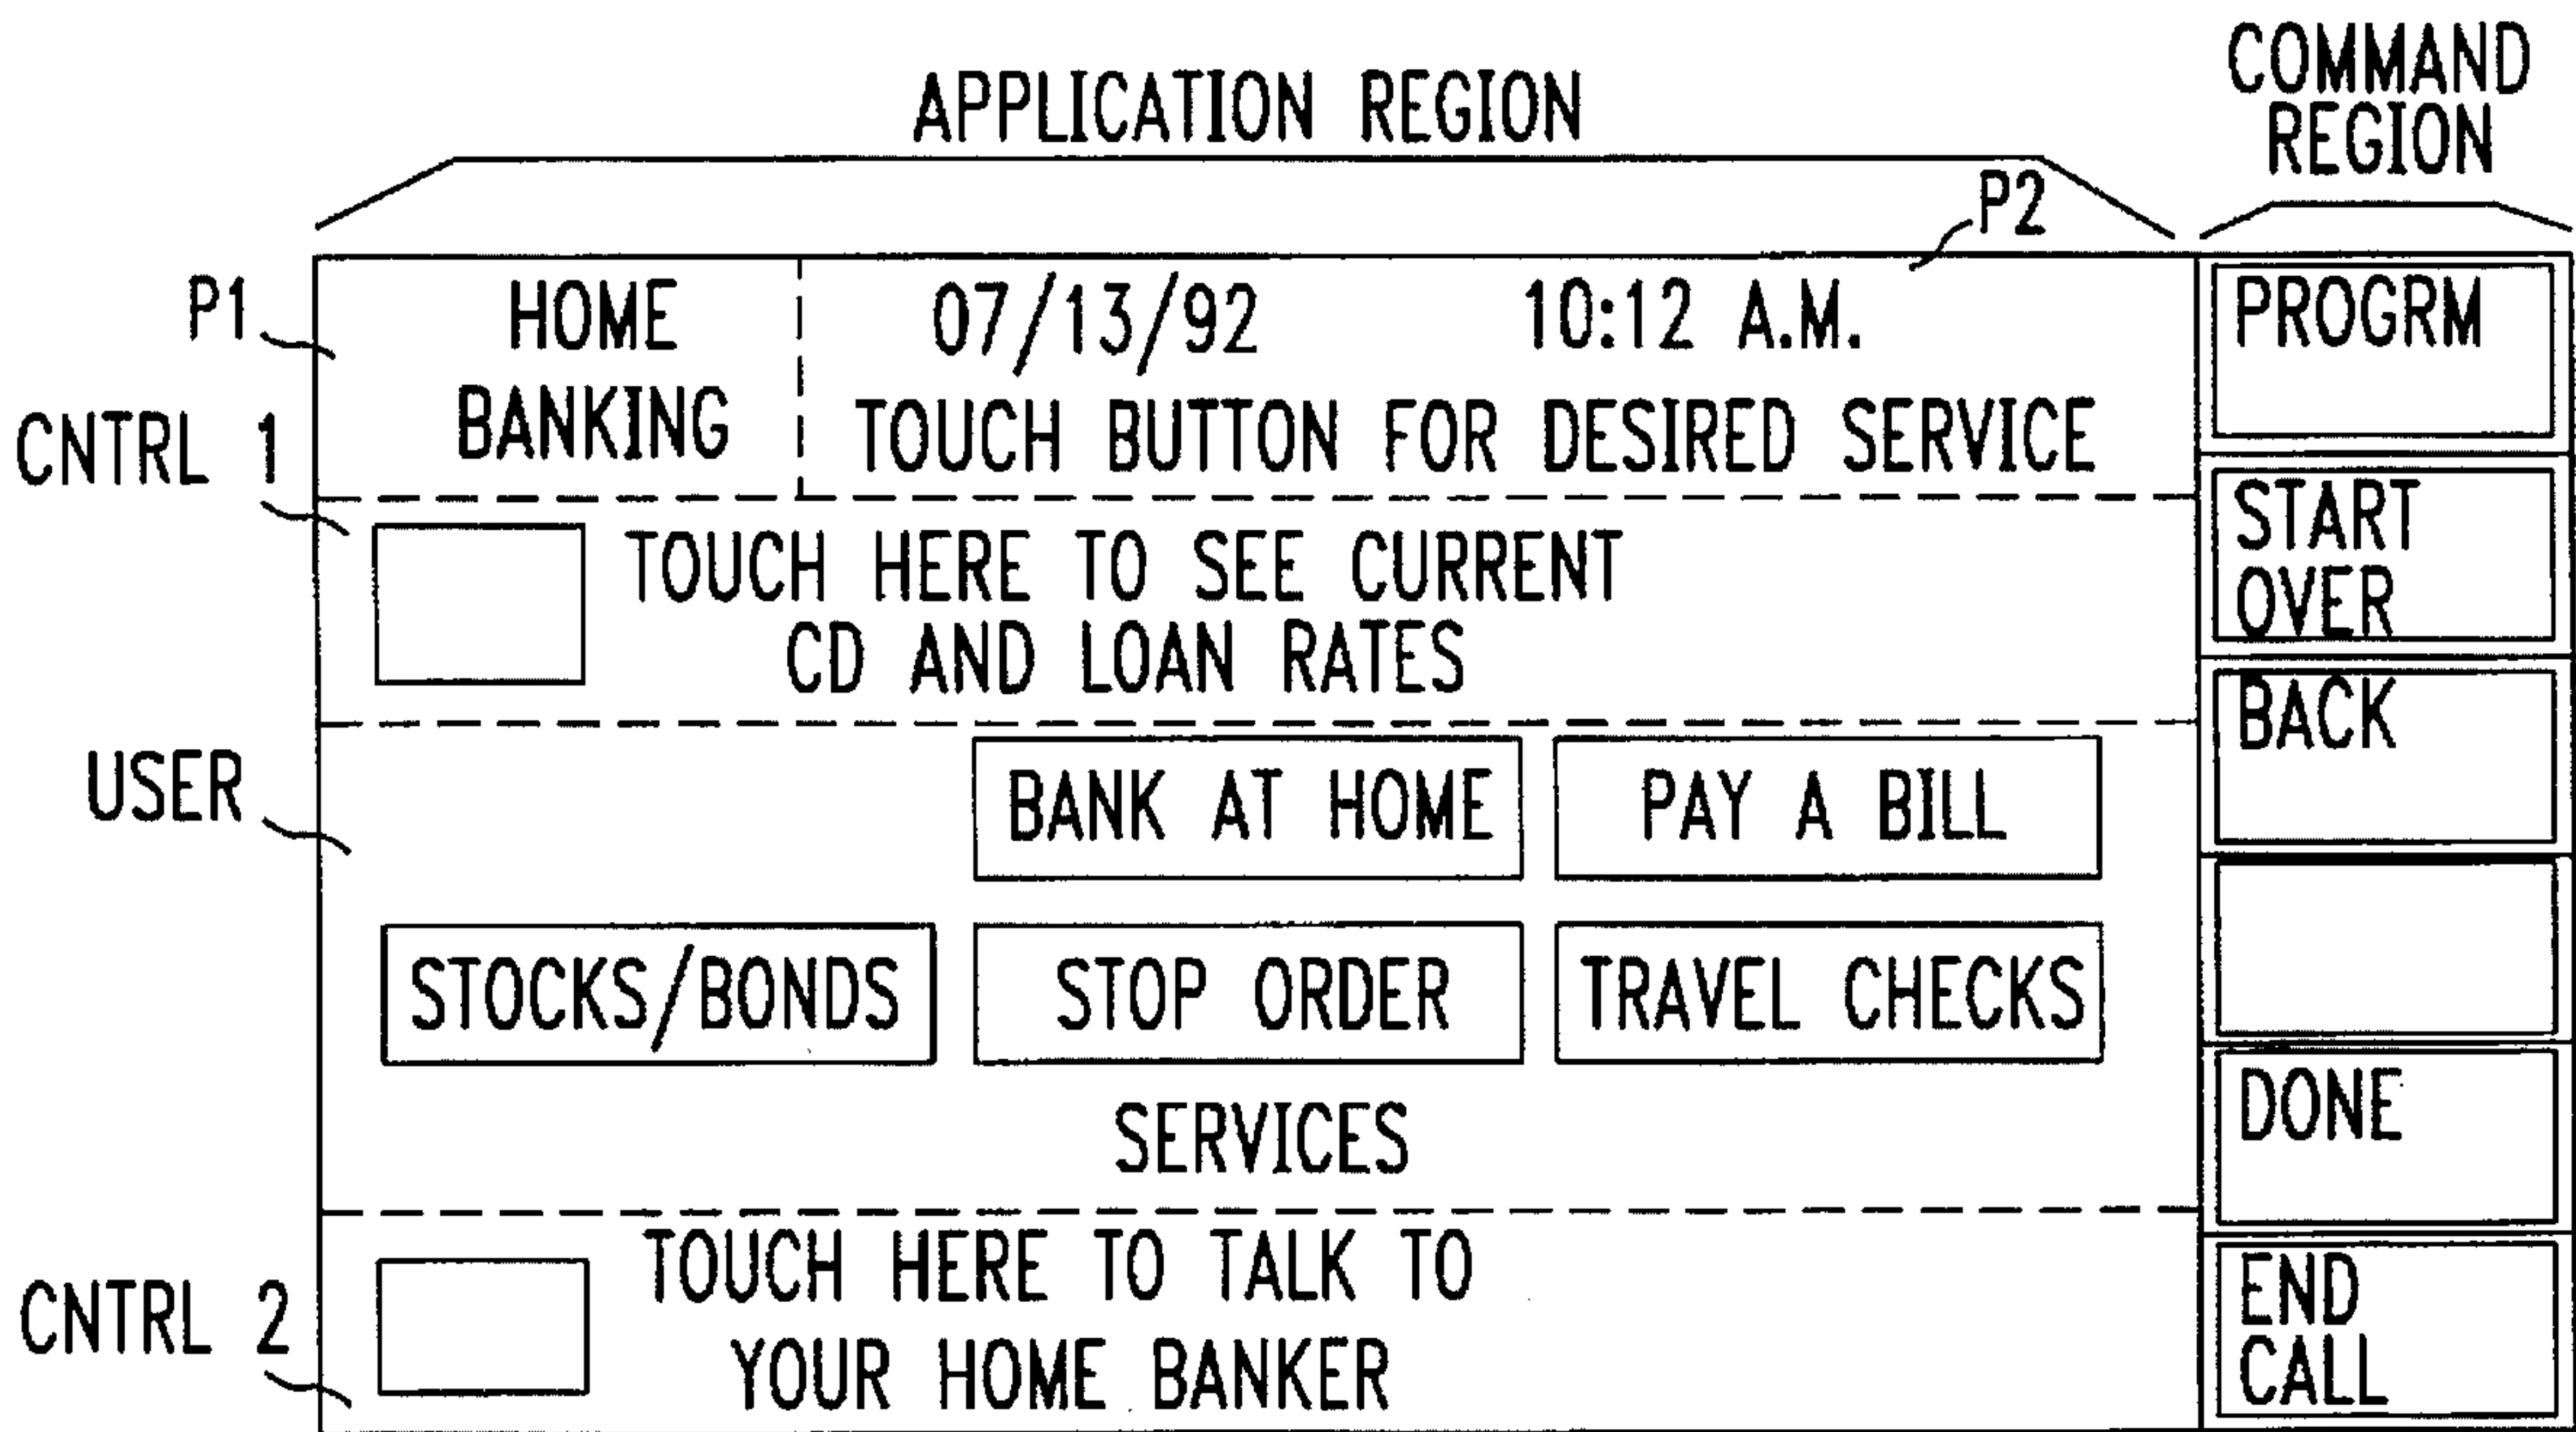 APPLICATION REGION
COMMAND
REGION
P2
P1
HOME
BANKING
07/13/92 10:12 A.M.
TOUCH BUTTON FOR DESIRED SERVICE
CNTRL 1
TOUCH HERE TO SEE CURRENT
CD AND LOAN RATES
USER
BANK AT HOME
PAY A BILL
STOCKS/BONDS
STOP ORDER
TRAVEL CHECKS
SERVICES
CNTRL 2
TOUCH HERE TO TALK TO
YOUR HOME BANKER
PROGRM
START
OVER
BACK
DONE
END
CALL